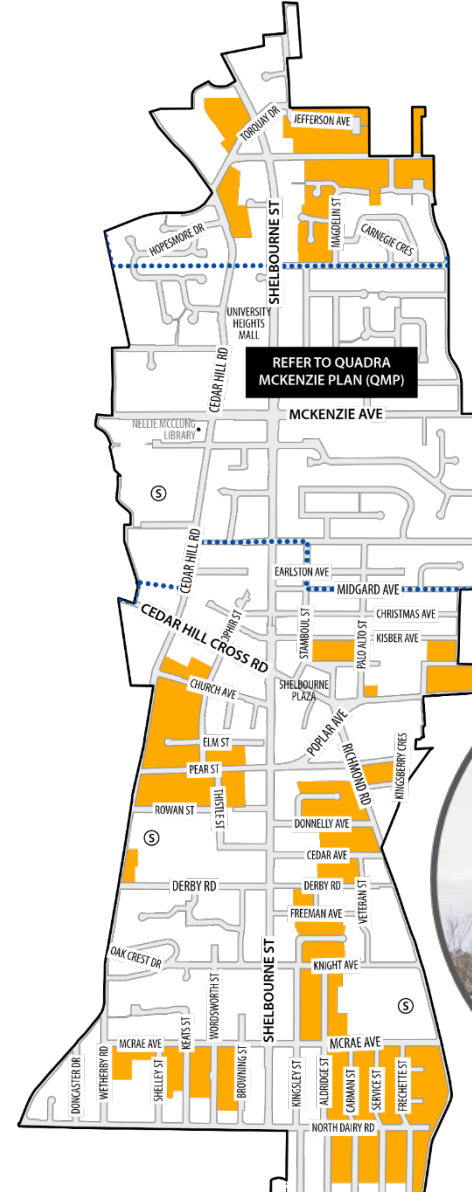 TORQUAY DR
JEFFERSON AVE
MAGDELIN ST
SHELBOURNE ST
HOPESMORE DR
CARNEGIE CRES
UNIVERSITY
HEIGHTS
MALL
CEDAR HILL RD
REFER TO QUADRA
MCKENZIE PLAN (QMP)
MCKENZIE AVE
NELLIE MCCLUNG
LIBRARY
S
CEDAR HILL RD
EARLSTON AVE
MIDGARD AVE
CEDAR HILL CROSS RD
OPHIR ST
STAMBOUL ST
PALO ALTO ST
CHRISTMAS AVE
KISBER AVE
CHURCH AVE
SHELBOURNE
PLAZA
POPLAR AVE
ELM ST
RICHMOND RD
KINGSBERRY CRES
PEAR ST
THISTLE ST
ROWAN ST
DONNELLY AVE
S
CEDAR AVE
DERBY RD
DERBY RD
VETERAN ST
FREEMAN AVE
SHELBOURNE ST
OAK CREST DR
WORDSWORTH ST
KNIGHT AVE
S
KEATS ST
MCRAE AVE
MCRAE AVE
DONCASTER DR
WETHERBY RD
SHELLEY ST
BROWNING ST
KINGSLEY ST
ALDRIDGE ST
CARMAN ST
SERVICE ST
FRECHETTE ST
NORTH DAIRY RD